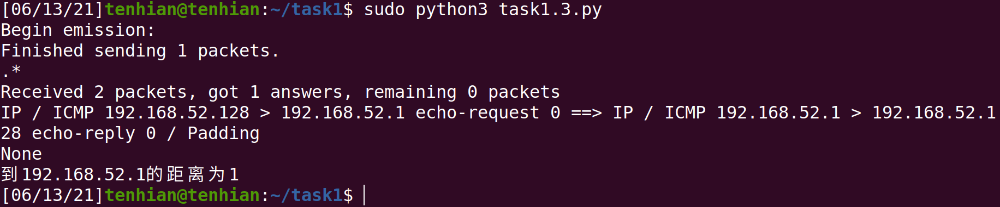 [06/13/21]tenhian@tenhian:~/task1$ sudo python3 task1.3.py
Begin emission:
Finished sending 1 packets.
.*
Received 2 packets, got 1 answers, remaining 0 packets
IP / ICMP 192.168.52.128 > 192.168.52.1 echo-request 0 ==> IP / ICMP 192.168.52.1 > 192.168.52.1
28 echo-reply 0 / Padding
None
到192.168.52.1的距离为1
[06/13/21]tenhian@tenhian:~/task1$